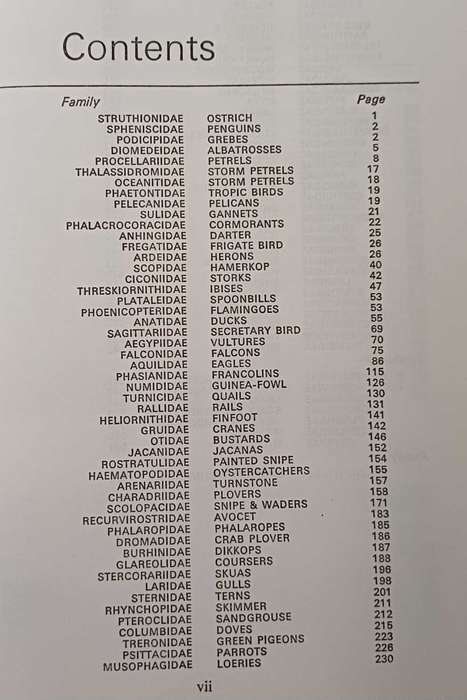 Contents
Family Page
STRUTHIONIDAE OSTRICH 1
SPHENISCIDAE PENGUINS 2
PODICIPIDAE GREBES 2
DIOMEDEIDAE ALBATROSSES 5
PROCELLARIIDAE PETRELS 8
THALASSIDROMIDAE STORM PETRELS 17
OCEANITIDAE STORM PETRELS 18
PHAETONTIDAE TROPIC BIRDS 19
PELECANIDAE PELICANS 19
SULIDAE GANNETS 21
PHALACROCORACIDAE CORMORANTS 22
ANHINGIDAE DARTER 25
FREGATIDAE FRIGATE BIRD 26
ARDEIDAE HERONS 26
SCOPIDAE HAMERKOP 40
CICONIIDAE STORKS 42
THRESKIORNITHIDAE IBISES 47
PLATALEIDAE SPOONBILLS 53
PHOENICOPTERIDAE FLAMINGOES 53
ANATIDAE DUCKS 55
SAGITTARIIDAE SECRETARY BIRD 69
AEGYPIIDAE VULTURES 70
FALCONIDAE FALCONS 75
AQUILIDAE EAGLES 86
PHASIANIDAE FRANCOLINS 115
NUMIDIDAE GUINEA-FOWL 126
TURNICIDAE QUAILS 130
RALLIDAE RAILS 131
HELIORNITHIDAE FINFOOT 141
GRUIDAE CRANES 142
OTIDAE BUSTARDS 146
JACANIDAE JACANAS 152
ROSTRATULIDAE PAINTED SNIPE 154
HAEMATOPODIDAE OYSTERCATCHERS 155
ARENARIIDAE TURNSTONE 157
CHARADRIIDAE PLOVERS 158
SCOLOPACIDAE SNIPE & WADERS 171
RECURVIROSTRIDAE AVOCET 183
PHALAROPIDAE PHALAROPES 185
DROMADIDAE CRAB PLOVER 186
BURHINIDAE DIKKOPS 187
GLAREOLIDAE COURSERS 188
STERCORARIIDAE SKUAS 196
LARIDAE GULLS 198
STERNIDAE TERNS 201
RHYNCHOPIDAE SKIMMER 211
PTEROCLIDAE SANDGROUSE 212
COLUMBIDAE DOVES 215
TRERONIDAE GREEN PIGEONS 223
PSITTACIDAE PARROTS 226
MUSOPHAGIDAE LOERIES 230
vii